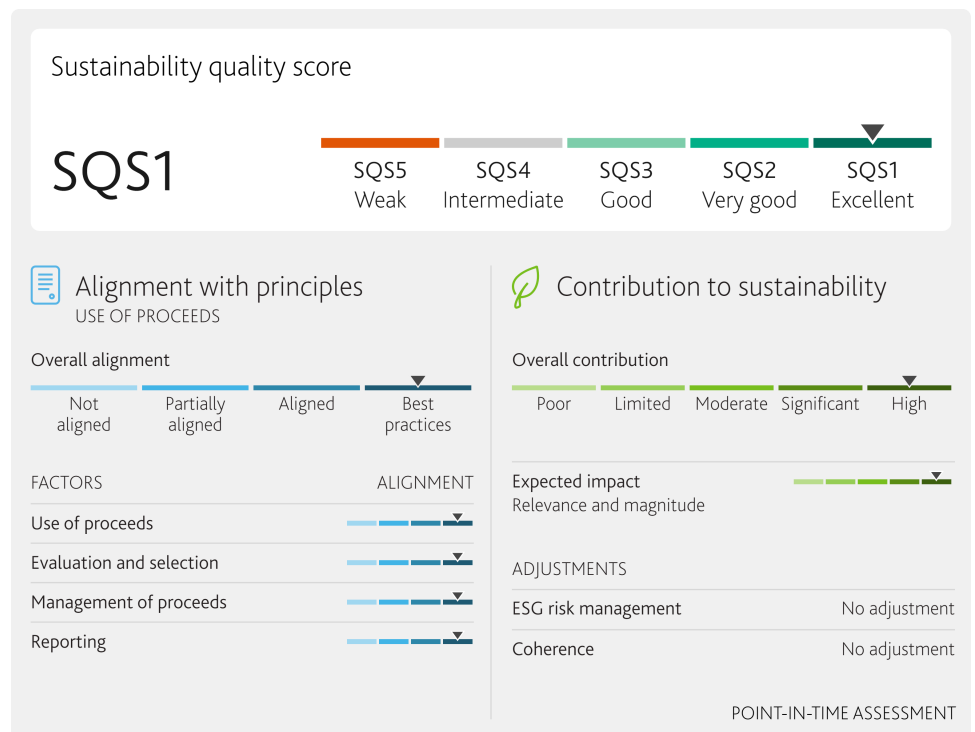 Sustainability quality score
SQS1
SQS5 SQS4 SQS3 SQS2 SQS1
Weak Intermediate Good Very good Excellent
Alignment with principles
USE OF PROCEEDS
Overall alignment
Not aligned
Partially aligned
Aligned
Best practices
FACTORS ALIGNMENT
Use of proceeds
Evaluation and selection
Management of proceeds
Reporting
Contribution to sustainability
Overall contribution
Poor Limited Moderate Significant High
Expected impact
Relevance and magnitude
ADJUSTMENTS
ESG risk management No adjustment
Coherence No adjustment
POINT-IN-TIME ASSESSMENT